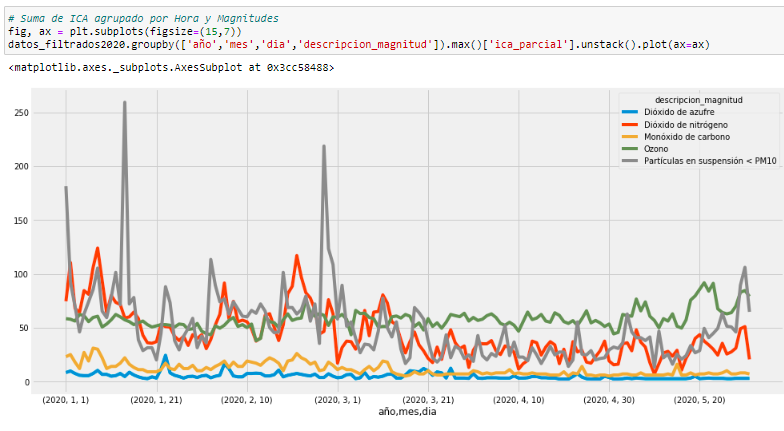 # Suma de ICA agrupado por Hora y Magnitudes
fig, ax = plt.subplots(figsize=(15,7))
datos_filtrados2020.groupby(['año','mes','dia','descripcion_magnitud']).max()['ica_parcial'].unstack().plot(ax=ax)
<matplotlib.axes._subplots.AxesSubplot at 0x3cc58488>
descripcion_magnitud
Dióxido de azufre
Dióxido de nitrógeno
Monóxido de carbono
Ozono
Partículas en suspensión < PM10
250
200
150
100
50
0
(2020, 1, 1) (2020, 1, 21) (2020, 2, 10) (2020, 3, 1) (2020, 3, 21) (2020, 4, 10) (2020, 4, 30) (2020, 5, 20)
año,mes,dia